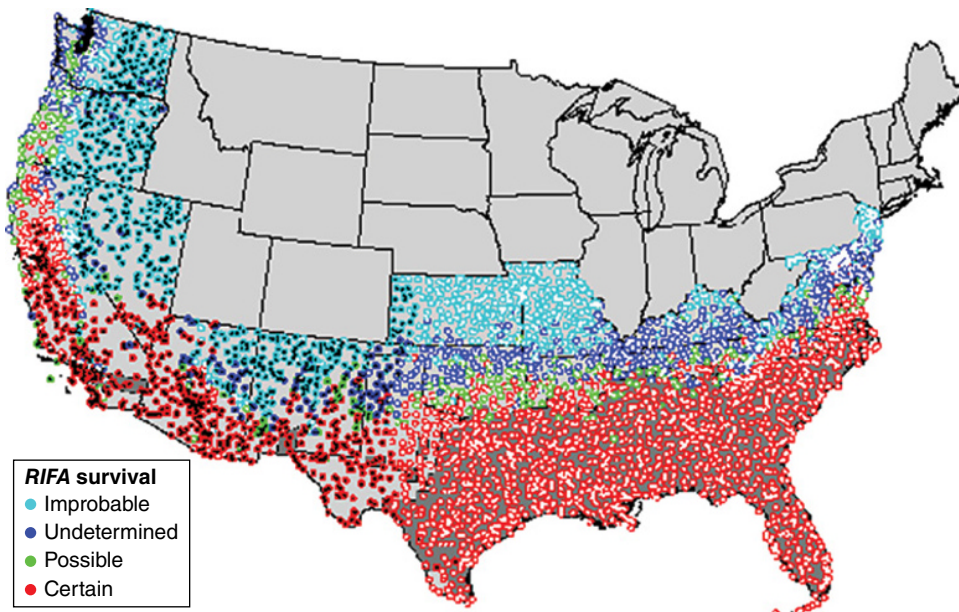 RIFA survival
Improbable
Undetermined
Possible
Certain